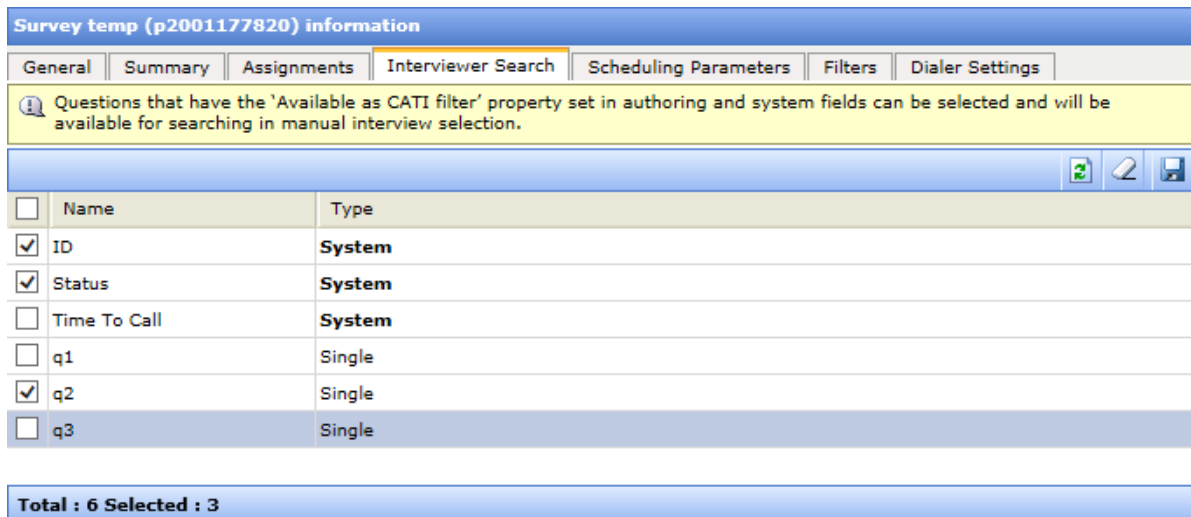 Survey temp (p2001177820) information
General Summary Assignments Interviewer Search Scheduling Parameters Filters Dialer Settings
Questions that have the ‘Available as CATI filter’ property set in authoring and system fields can be selected and will be
available for searching in manual interview selection.
Name Type
ID System
Status System
Time To Call System
q1 Single
q2 Single
q3 Single
Total : 6 Selected : 3